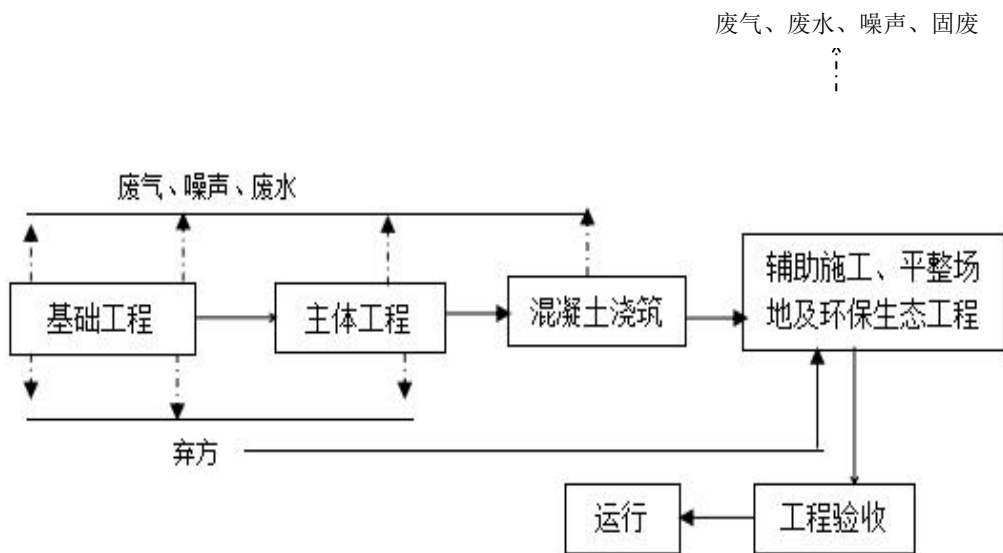 废气、废水、噪声、固废
废气、噪声、废水
基础工程
主体工程
混凝土浇筑
辅助施工、平整场
地及环保生态工程
弃方
运行
工程验收